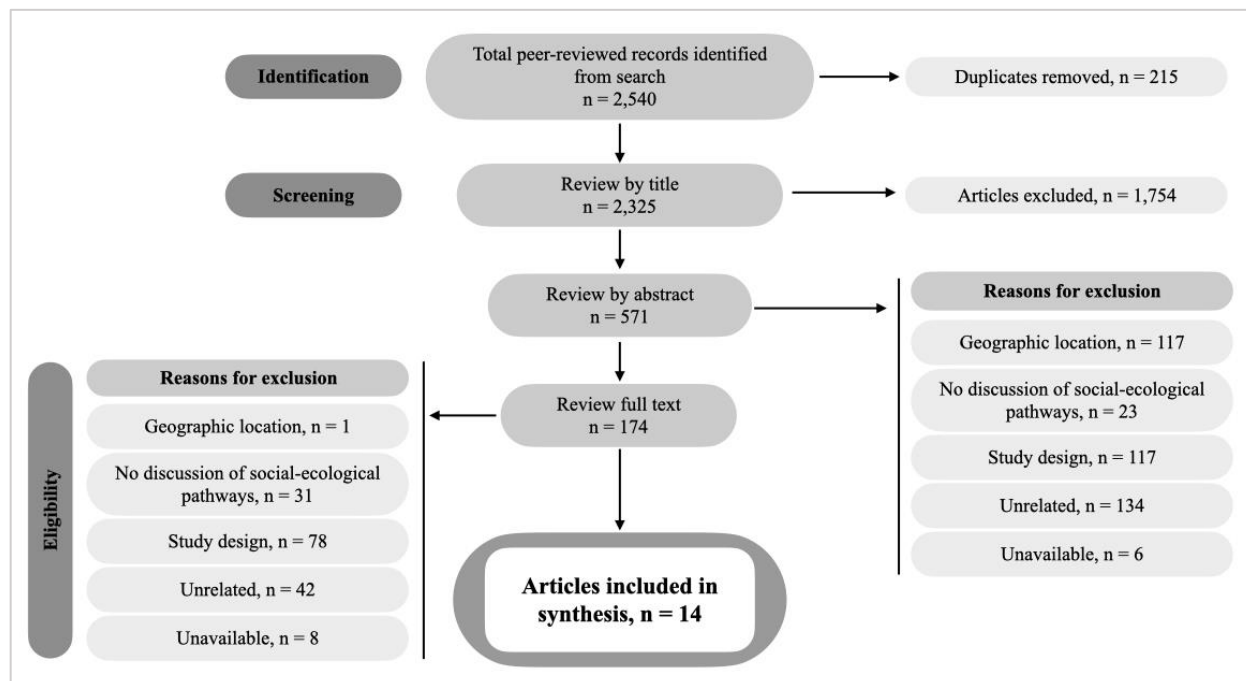 Identification
Total peer-reviewed records identified
from search
n = 2,540
Duplicates removed, n = 215
Screening
Review by title
n = 2,325
Articles excluded, n = 1,754
Review by abstract
n = 571
Reasons for exclusion
Geographic location, n = 117
No discussion of social-ecological
pathways, n = 23
Study design, n = 117
Unrelated, n = 134
Unavailable, n = 6
Eligibility
Reasons for exclusion
Geographic location, n = 1
No discussion of social-ecological
pathways, n = 31
Study design, n = 78
Unrelated, n = 42
Unavailable, n = 8
Review full text
n = 174
Articles included in
synthesis, n = 14